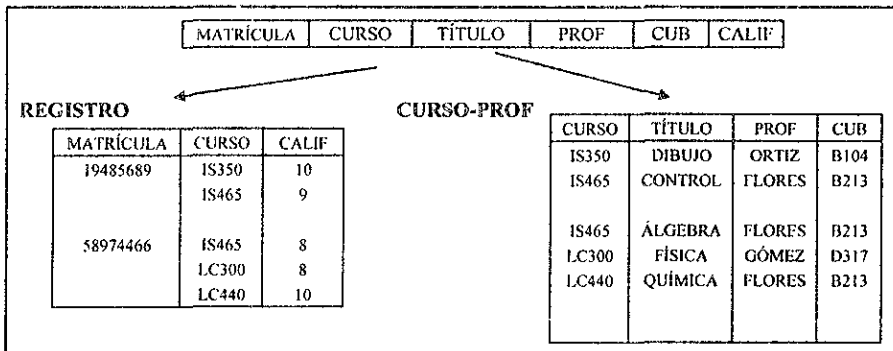 MATRÍCULA CURSO TÍTULO PROF CUB CALIF
REGISTRO
MATRÍCULA CURSO CALIF
19485689 IS350 10
IS465 9
58974466 IS465 8
LC300 8
LC440 10
CURSO-PROF
CURSO TÍTULO PROF CUB
IS350 DIBUJO ORTIZ B104
IS465 CONTROL FLORES B213
IS465 ÁLGEBRA FLORES B213
LC300 FÍSICA GÓMEZ D317
LC440 QUÍMICA FLORES B213